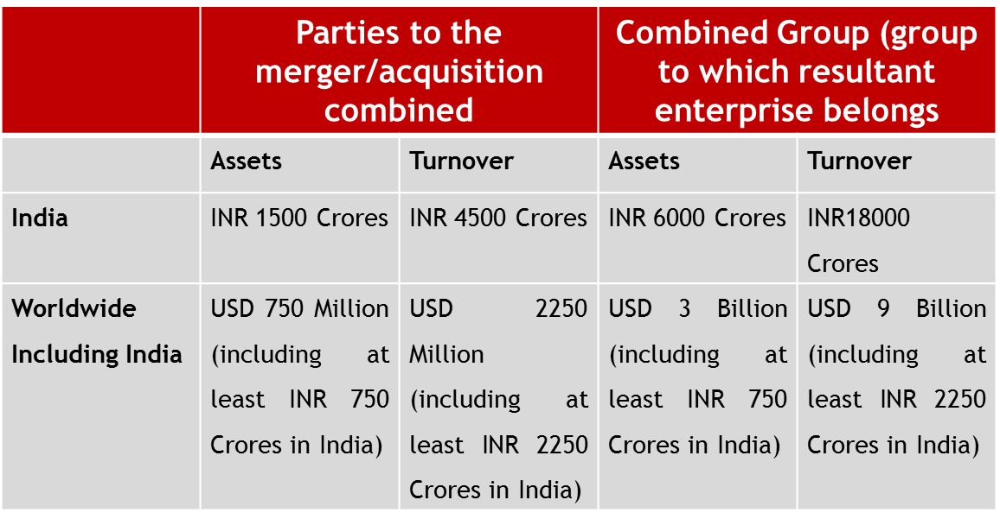 Parties to the
merger/acquisition
combined
Combined Group (group
to which resultant
enterprise belongs
Assets
Turnover
Assets
Turnover
India
INR 1500 Crores
INR 4500 Crores
INR 6000 Crores
INR18000
Crores
Worldwide
Including India
USD 750 Million
(including at
least INR 750
Crores in India)
USD 2250
Million
(including at
least INR 2250
Crores in India)
USD 3 Billion
(including at
least INR 750
Crores in India)
USD 9 Billion
(including at
least INR 2250
Crores in India)